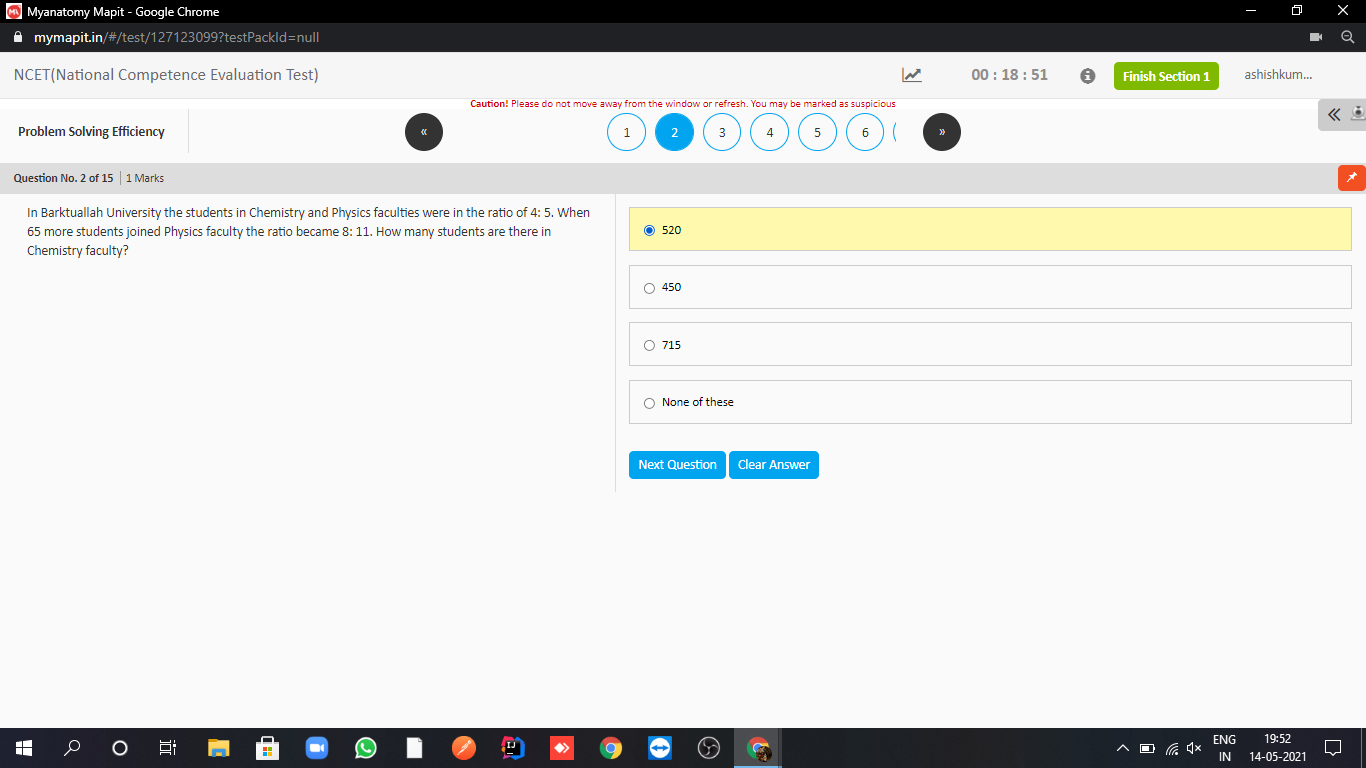 Myanatomy Mapit - Google Chrome
mymapit.in/#/test/127123099?testPackId=null
NCET(National Competence Evaluation Test)
00 : 18 : 51
Finish Section 1
ashishkum...
Caution! Please do not move away from the window or refresh. You may be marked as suspicious
Problem Solving Efficiency
« 1 2 3 4 5 6 »
Question No. 2 of 15 | 1 Marks
In Barktuallah University the students in Chemistry and Physics faculties were in the ratio of 4: 5. When
65 more students joined Physics faculty the ratio became 8: 11. How many students are there in
Chemistry faculty?
520
450
715
None of these
Next Question
Clear Answer
ENG
IN
19:52
14-05-2021